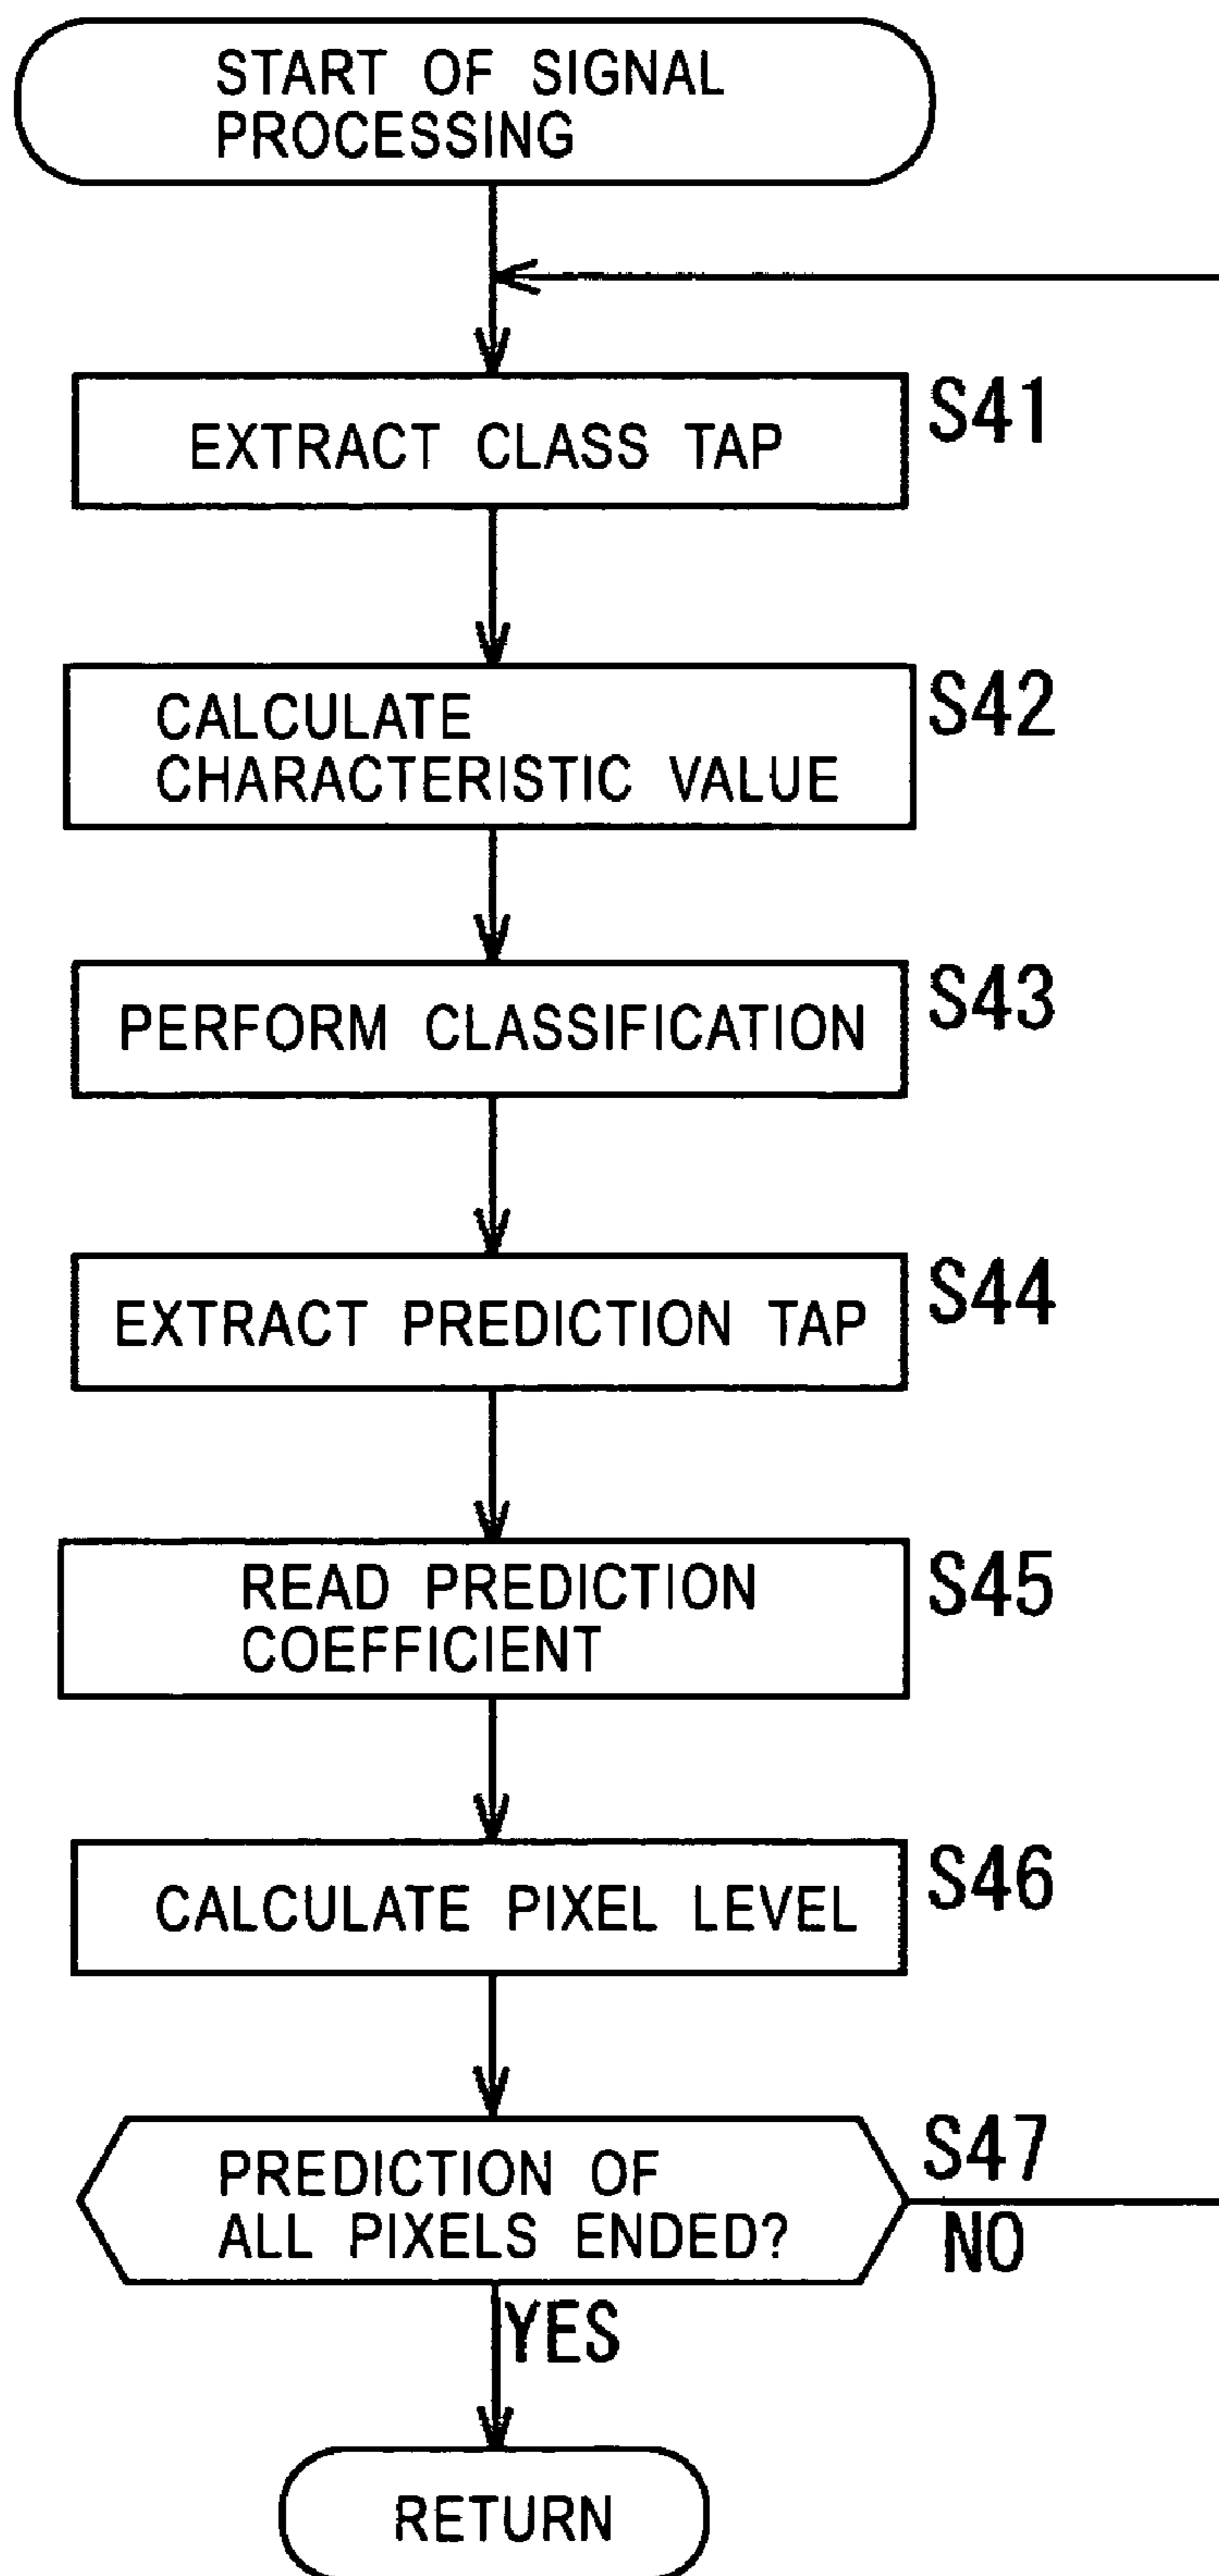 START OF SIGNAL
PROCESSING
EXTRACT CLASS TAP
S41
CALCULATE
CHARACTERISTIC VALUE
S42
PERFORM CLASSIFICATION
S43
EXTRACT PREDICTION TAP
S44
READ PREDICTION
COEFFICIENT
S45
CALCULATE PIXEL LEVEL
S46
PREDICTION OF
ALL PIXELS ENDED?
S47
NO
YES
RETURN